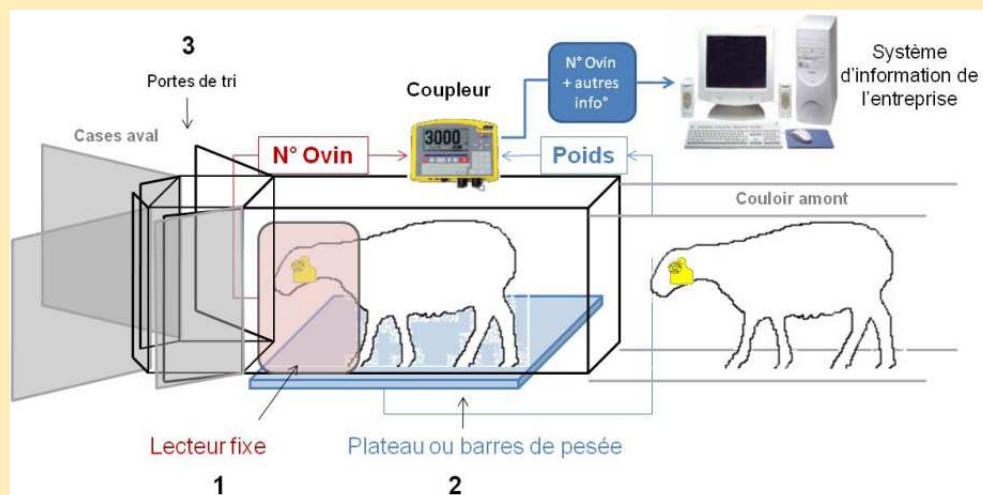 3
Portes de tri
Cases aval
Coupleur
N° Ovin
+ autres
info°
Système
d'information de
l'entreprise
3000
N° Ovin
Poids
Couloir amont
Lecteur fixe
Plateau ou barres de pesée
1
2